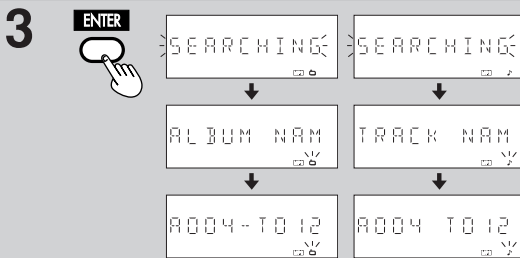 3
ENTER
SEARCHING SEARCHING
ALBUM NAM TRACK NAM
A004-T012 A004 T012